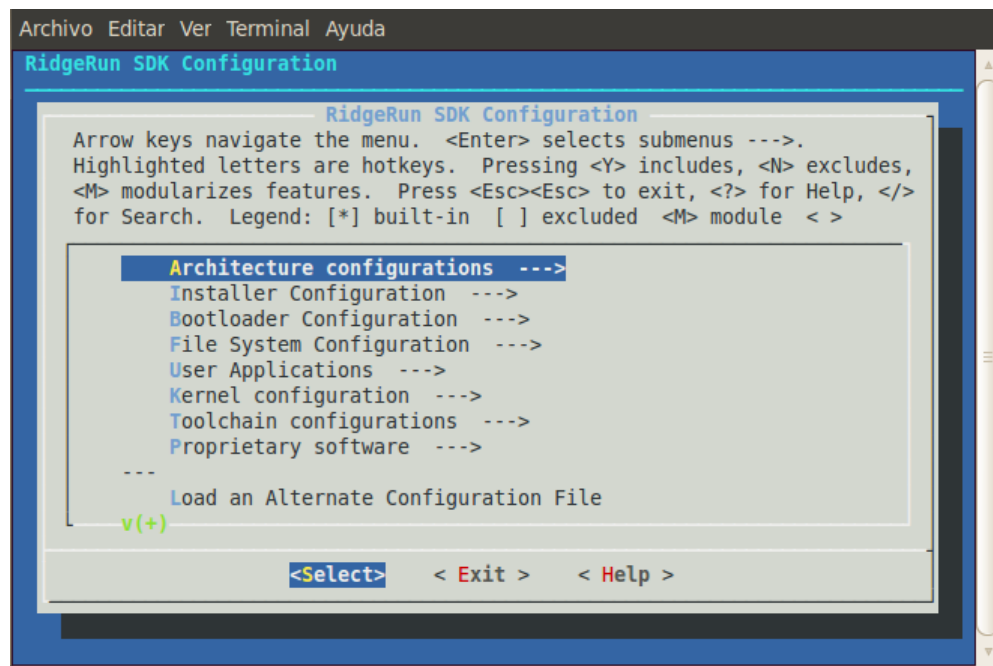 Archivo Editar Ver Terminal Ayuda
RidgeRun SDK Configuration
RidgeRun SDK Configuration
Arrow keys navigate the menu.  <Enter> selects submenus --->.
Highlighted letters are hotkeys.  Pressing <Y> includes, <N> excludes,
<M> modularizes features.  Press <Esc><Esc> to exit, <?> for Help, </>
for Search.  Legend: [*] built-in  [ ] excluded  <M> module  < >
Architecture configurations  --->
Installer Configuration  --->
Bootloader Configuration  --->
File System Configuration  --->
User Applications  --->
Kernel configuration  --->
Toolchain configurations  --->
Proprietary software  --->
---
Load an Alternate Configuration File
v(+)
<Select>    < Exit >    < Help >